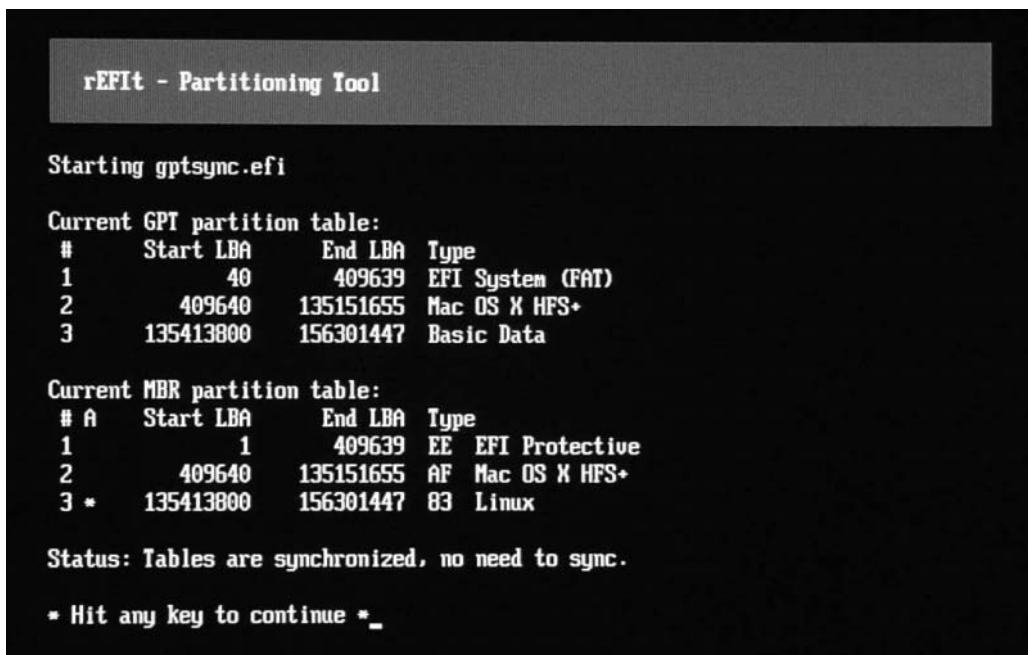 rEFIt - Partitioning Tool
Starting gptsync.efi
Current GPT partition table:
# Start LBA End LBA Type
1 40 409639 EFI System (FAT)
2 409640 135151655 Mac OS X HFS+
3 135413800 156301447 Basic Data
Current MBR partition table:
# A Start LBA End LBA Type
1 1 409639 EE EFI Protective
2 409640 135151655 AF Mac OS X HFS+
3 * 135413800 156301447 83 Linux
Status: Tables are synchronized, no need to sync.
* Hit any key to continue *_